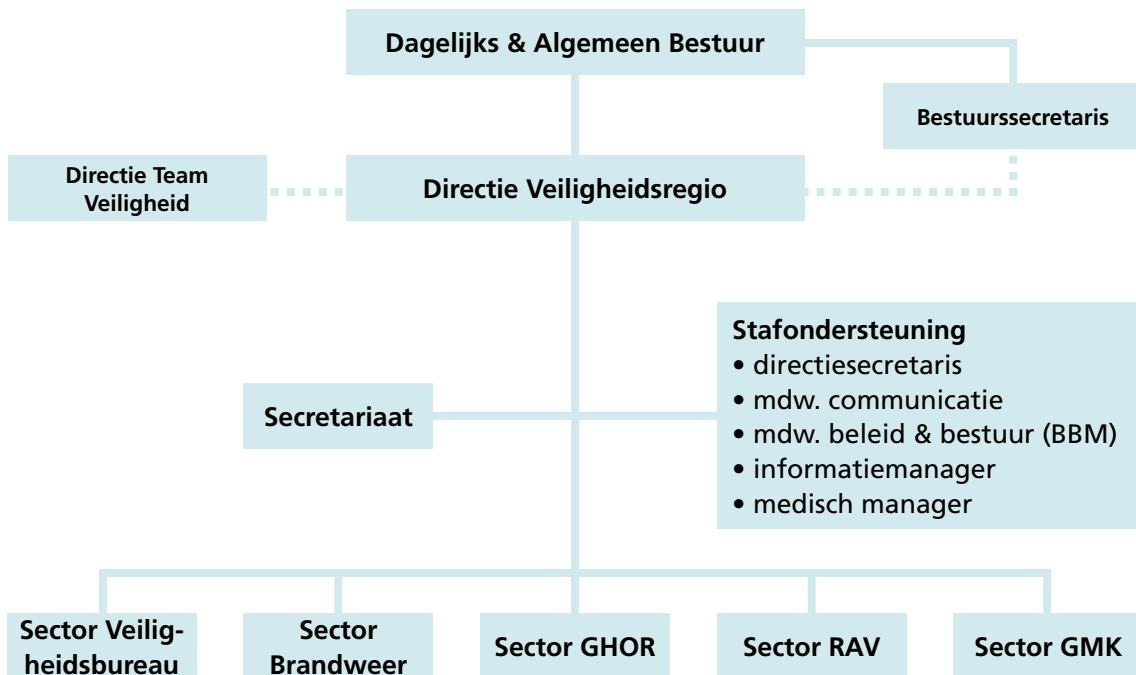 Dagelijks & Algemeen Bestuur
Bestuurssecretaris
Directie Team
Veiligheid
Directie Veiligheidsregio
Stafondersteuning
• directiesecretaris
• mdw. communicatie
• mdw. beleid & bestuur (BBM)
• informatiemanager
• medisch manager
Secretariaat
Sector Veilig-
heidsbureau
Sector
Brandweer
Sector GHOR
Sector RAV
Sector GMK